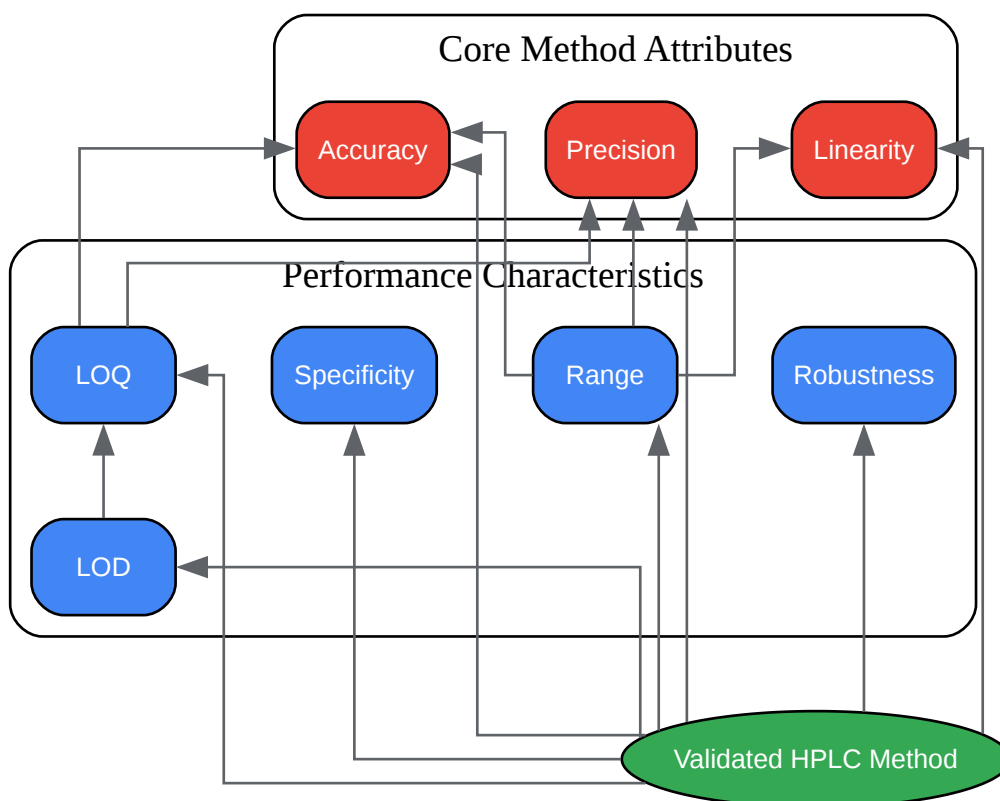 Core Method Attributes
Accuracy
Precision
Linearity
Performance Characteristics
LOQ
Specificity
Range
Robustness
LOD
Validated HPLC Method